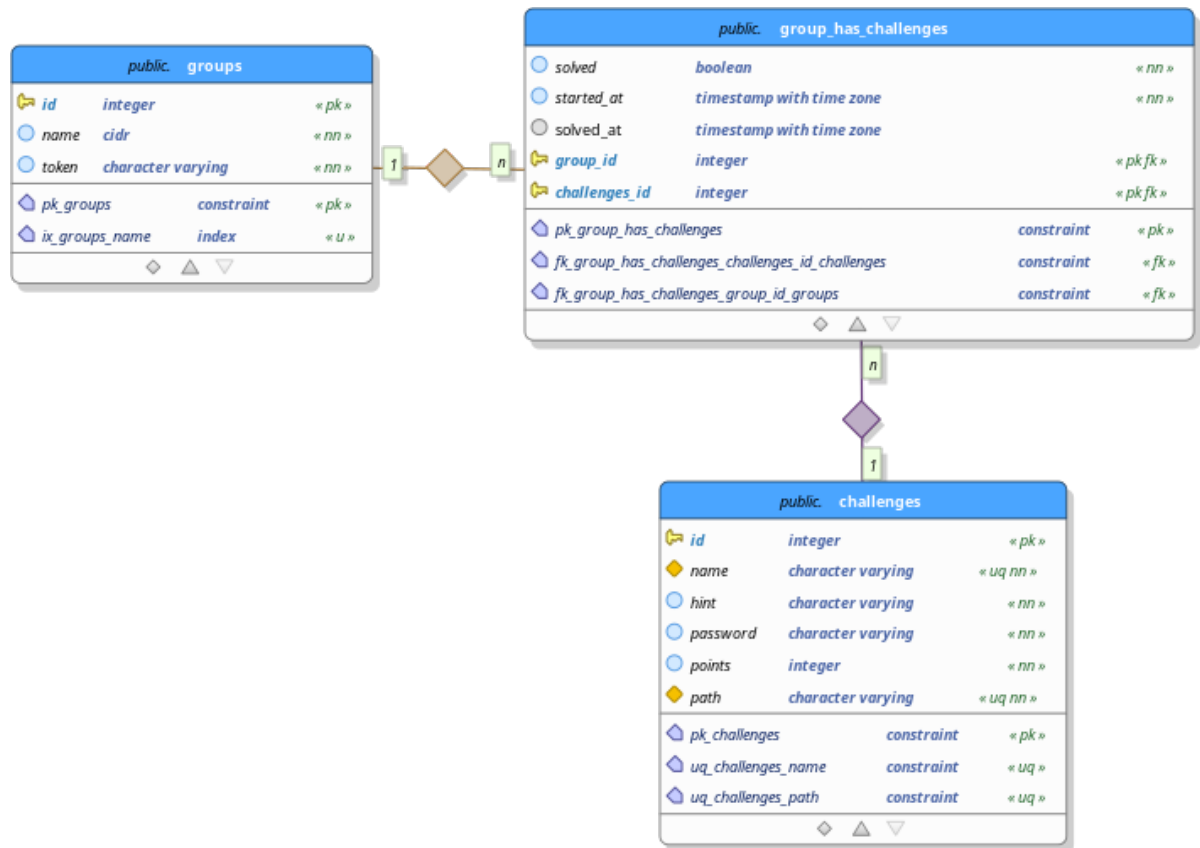 public. groups
id integer « pk »
name cidr « nn »
token character varying « nn »
pk_groups constraint « pk »
ix_groups_name index « u »
1
n
public. group_has_challenges
solved boolean « nn »
started_at timestamp with time zone « nn »
solved_at timestamp with time zone
group_id integer « pk fk »
challenges_id integer « pk fk »
pk_group_has_challenges constraint « pk »
fk_group_has_challenges_challenges_id_challenges constraint « fk »
fk_group_has_challenges_group_id_groups constraint « fk »
n
1
public. challenges
id integer « pk »
name character varying « uq nn »
hint character varying « nn »
password character varying « nn »
points integer « nn »
path character varying « uq nn »
pk_challenges constraint « pk »
uq_challenges_name constraint « uq »
uq_challenges_path constraint « uq »